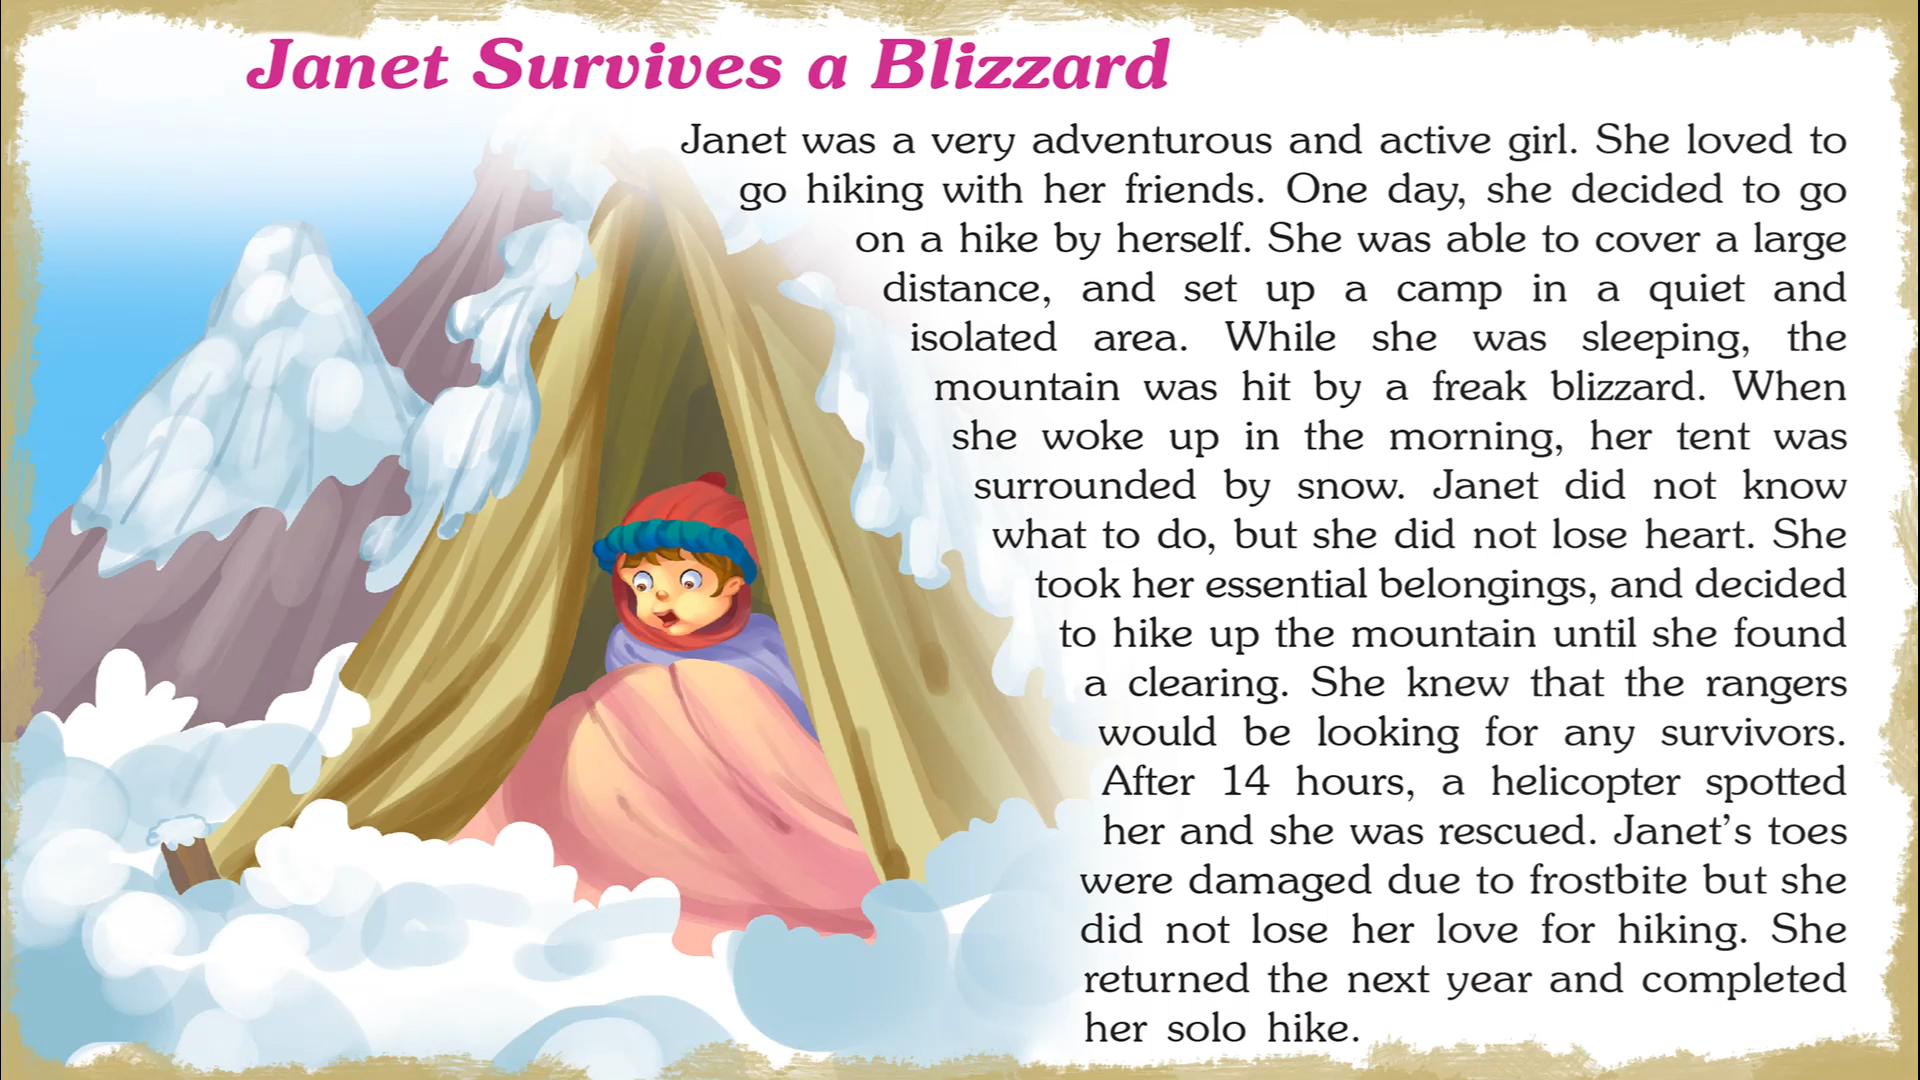 Janet Survives a Blizzard
Janet was a very adventurous and active girl. She loved to
go hiking with her friends. One day, she decided to go
on a hike by herself. She was able to cover a large
distance, and set up a camp in a quiet and
isolated area. While she was sleeping, the
mountain was hit by a freak blizzard. When
she woke up in the morning, her tent was
surrounded by snow. Janet did not know
what to do, but she did not lose heart. She
took her essential belongings, and decided
to hike up the mountain until she found
a clearing. She knew that the rangers
would be looking for any survivors.
After 14 hours, a helicopter spotted
her and she was rescued. Janet’s toes
were damaged due to frostbite but she
did not lose her love for hiking. She
returned the next year and completed
her solo hike.